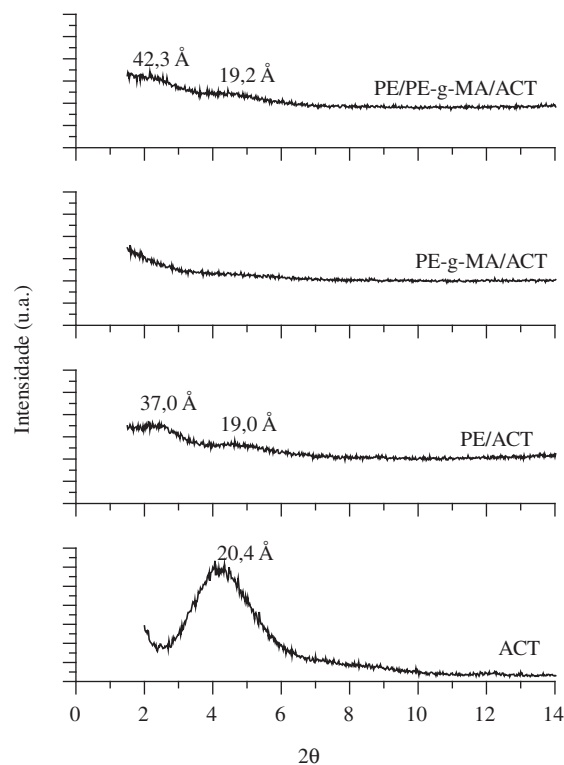 42,3 Å
19,2 Å
PE/PE-g-MA/ACT
PE-g-MA/ACT
Intensidade (u.a.)
37,0 Å
19,0 Å
PE/ACT
20,4 Å
ACT
0 2 4 6 8 10 12 14
2θ